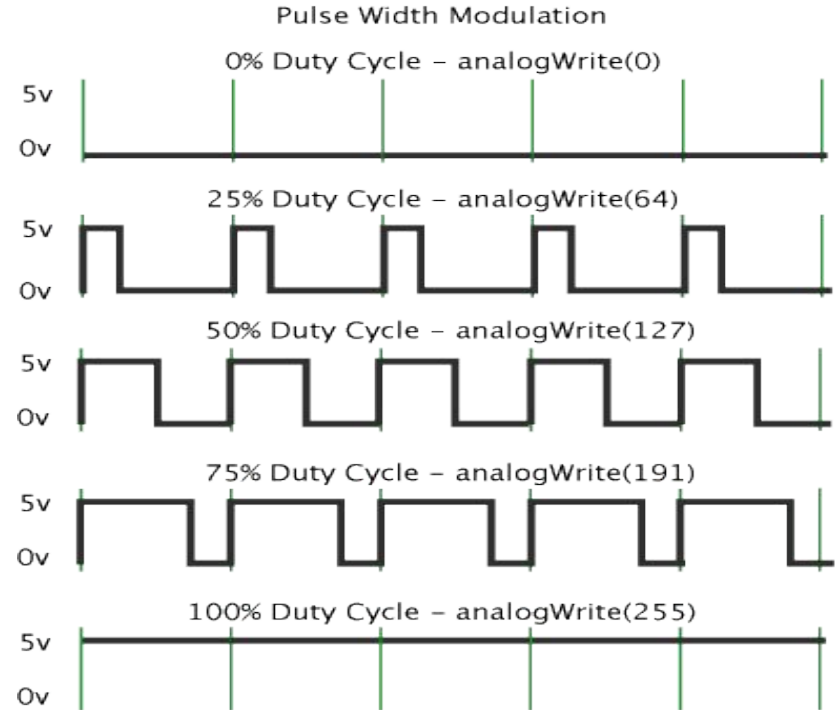 Pulse Width Modulation
0% Duty Cycle – analogWrite(0)
5v
0v
25% Duty Cycle – analogWrite(64)
5v
0v
50% Duty Cycle – analogWrite(127)
5v
0v
75% Duty Cycle – analogWrite(191)
5v
0v
100% Duty Cycle – analogWrite(255)
5v
0v